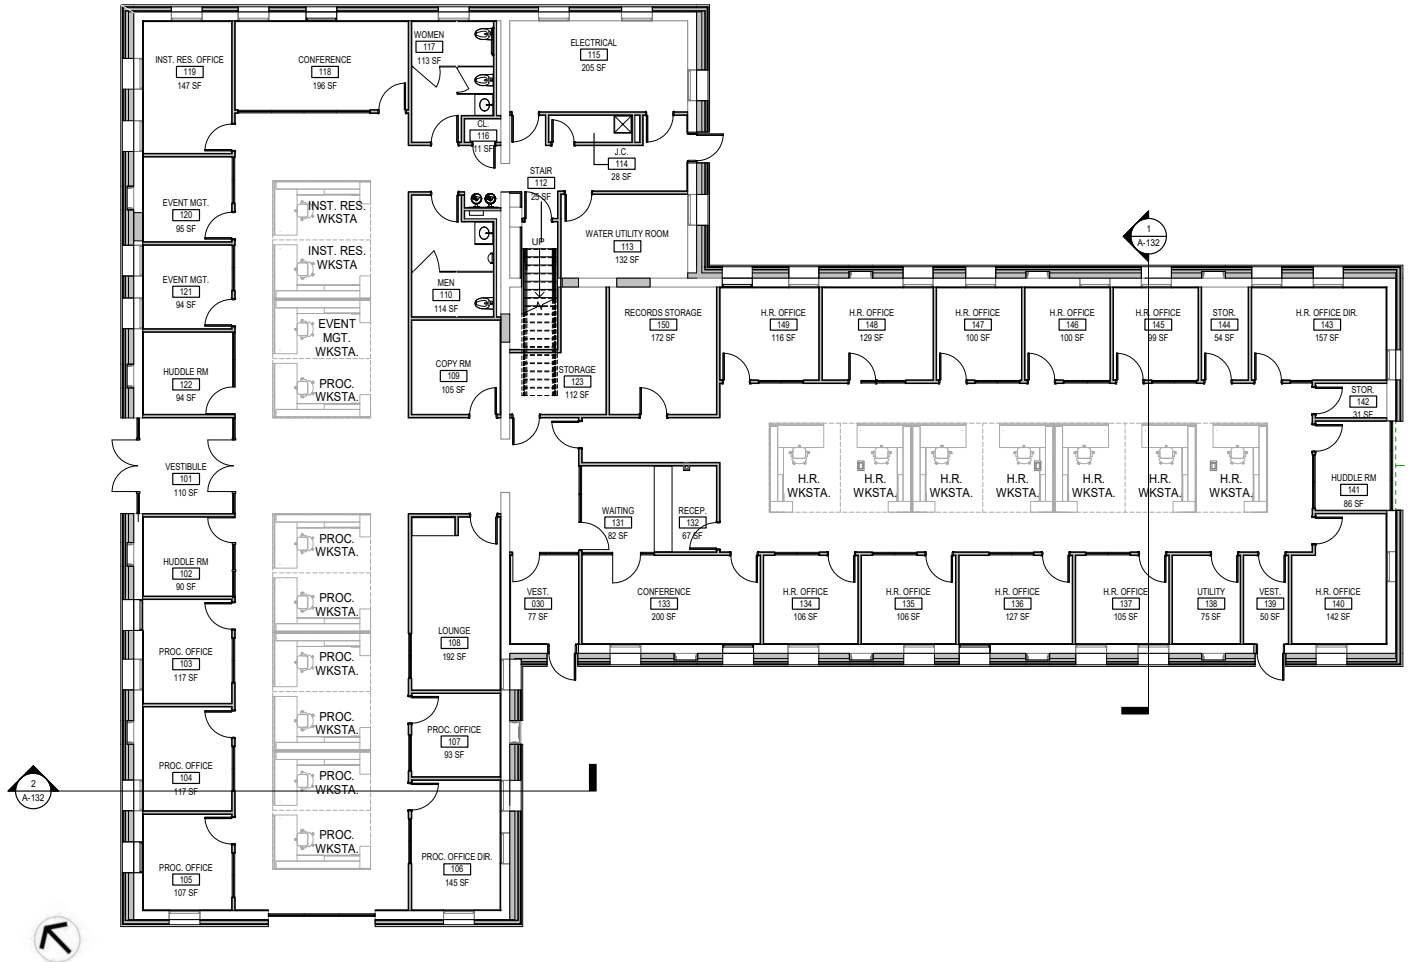 INST. RES. OFFICE
119
147 SF
CONFERENCE
118
196 SF
WOMEN
117
113 SF
ELECTRICAL
115
205 SF
CL.
116
11 SF
J.C.
114
28 SF
STAIR
112
25 SF
UP
WATER UTILITY ROOM
113
132 SF
EVENT MGT.
120
95 SF
EVENT MGT.
121
94 SF
HUDDLE RM
122
94 SF
INST. RES.
WKSTA
INST. RES.
WKSTA
EVENT
MGT.
WKSTA.
PROC.
WKSTA.
MEN
110
114 SF
COPY RM
109
105 SF
STORAGE
123
112 SF
RECORDS STORAGE
150
172 SF
H.R. OFFICE
149
116 SF
H.R. OFFICE
148
129 SF
H.R. OFFICE
147
100 SF
H.R. OFFICE
146
100 SF
H.R. OFFICE
145
99 SF
STOR.
144
54 SF
H.R. OFFICE DIR.
143
157 SF
1
A-132
STOR.
142
31 SF
HUDDLE RM
141
86 SF
H.R.
WKSTA.
H.R.
WKSTA.
H.R.
WKSTA.
H.R.
WKSTA.
H.R.
WKSTA.
H.R.
WKSTA.
H.R.
WKSTA.
VESTIBULE
101
110 SF
WAITING
131
82 SF
RECEP.
132
67 SF
HUDDLE RM
102
90 SF
PROC. OFFICE
103
117 SF
PROC. OFFICE
104
117 SF
PROC. OFFICE
105
107 SF
PROC.
WKSTA.
PROC.
WKSTA.
PROC.
WKSTA.
PROC.
WKSTA.
PROC.
WKSTA.
PROC.
WKSTA.
LOUNGE
108
192 SF
PROC. OFFICE
107
93 SF
PROC. OFFICE DIR.
106
145 SF
VEST.
030
77 SF
CONFERENCE
133
200 SF
H.R. OFFICE
134
106 SF
H.R. OFFICE
135
106 SF
H.R. OFFICE
136
127 SF
H.R. OFFICE
137
105 SF
UTILITY
138
75 SF
VEST.
139
50 SF
H.R. OFFICE
140
142 SF
2
A-132